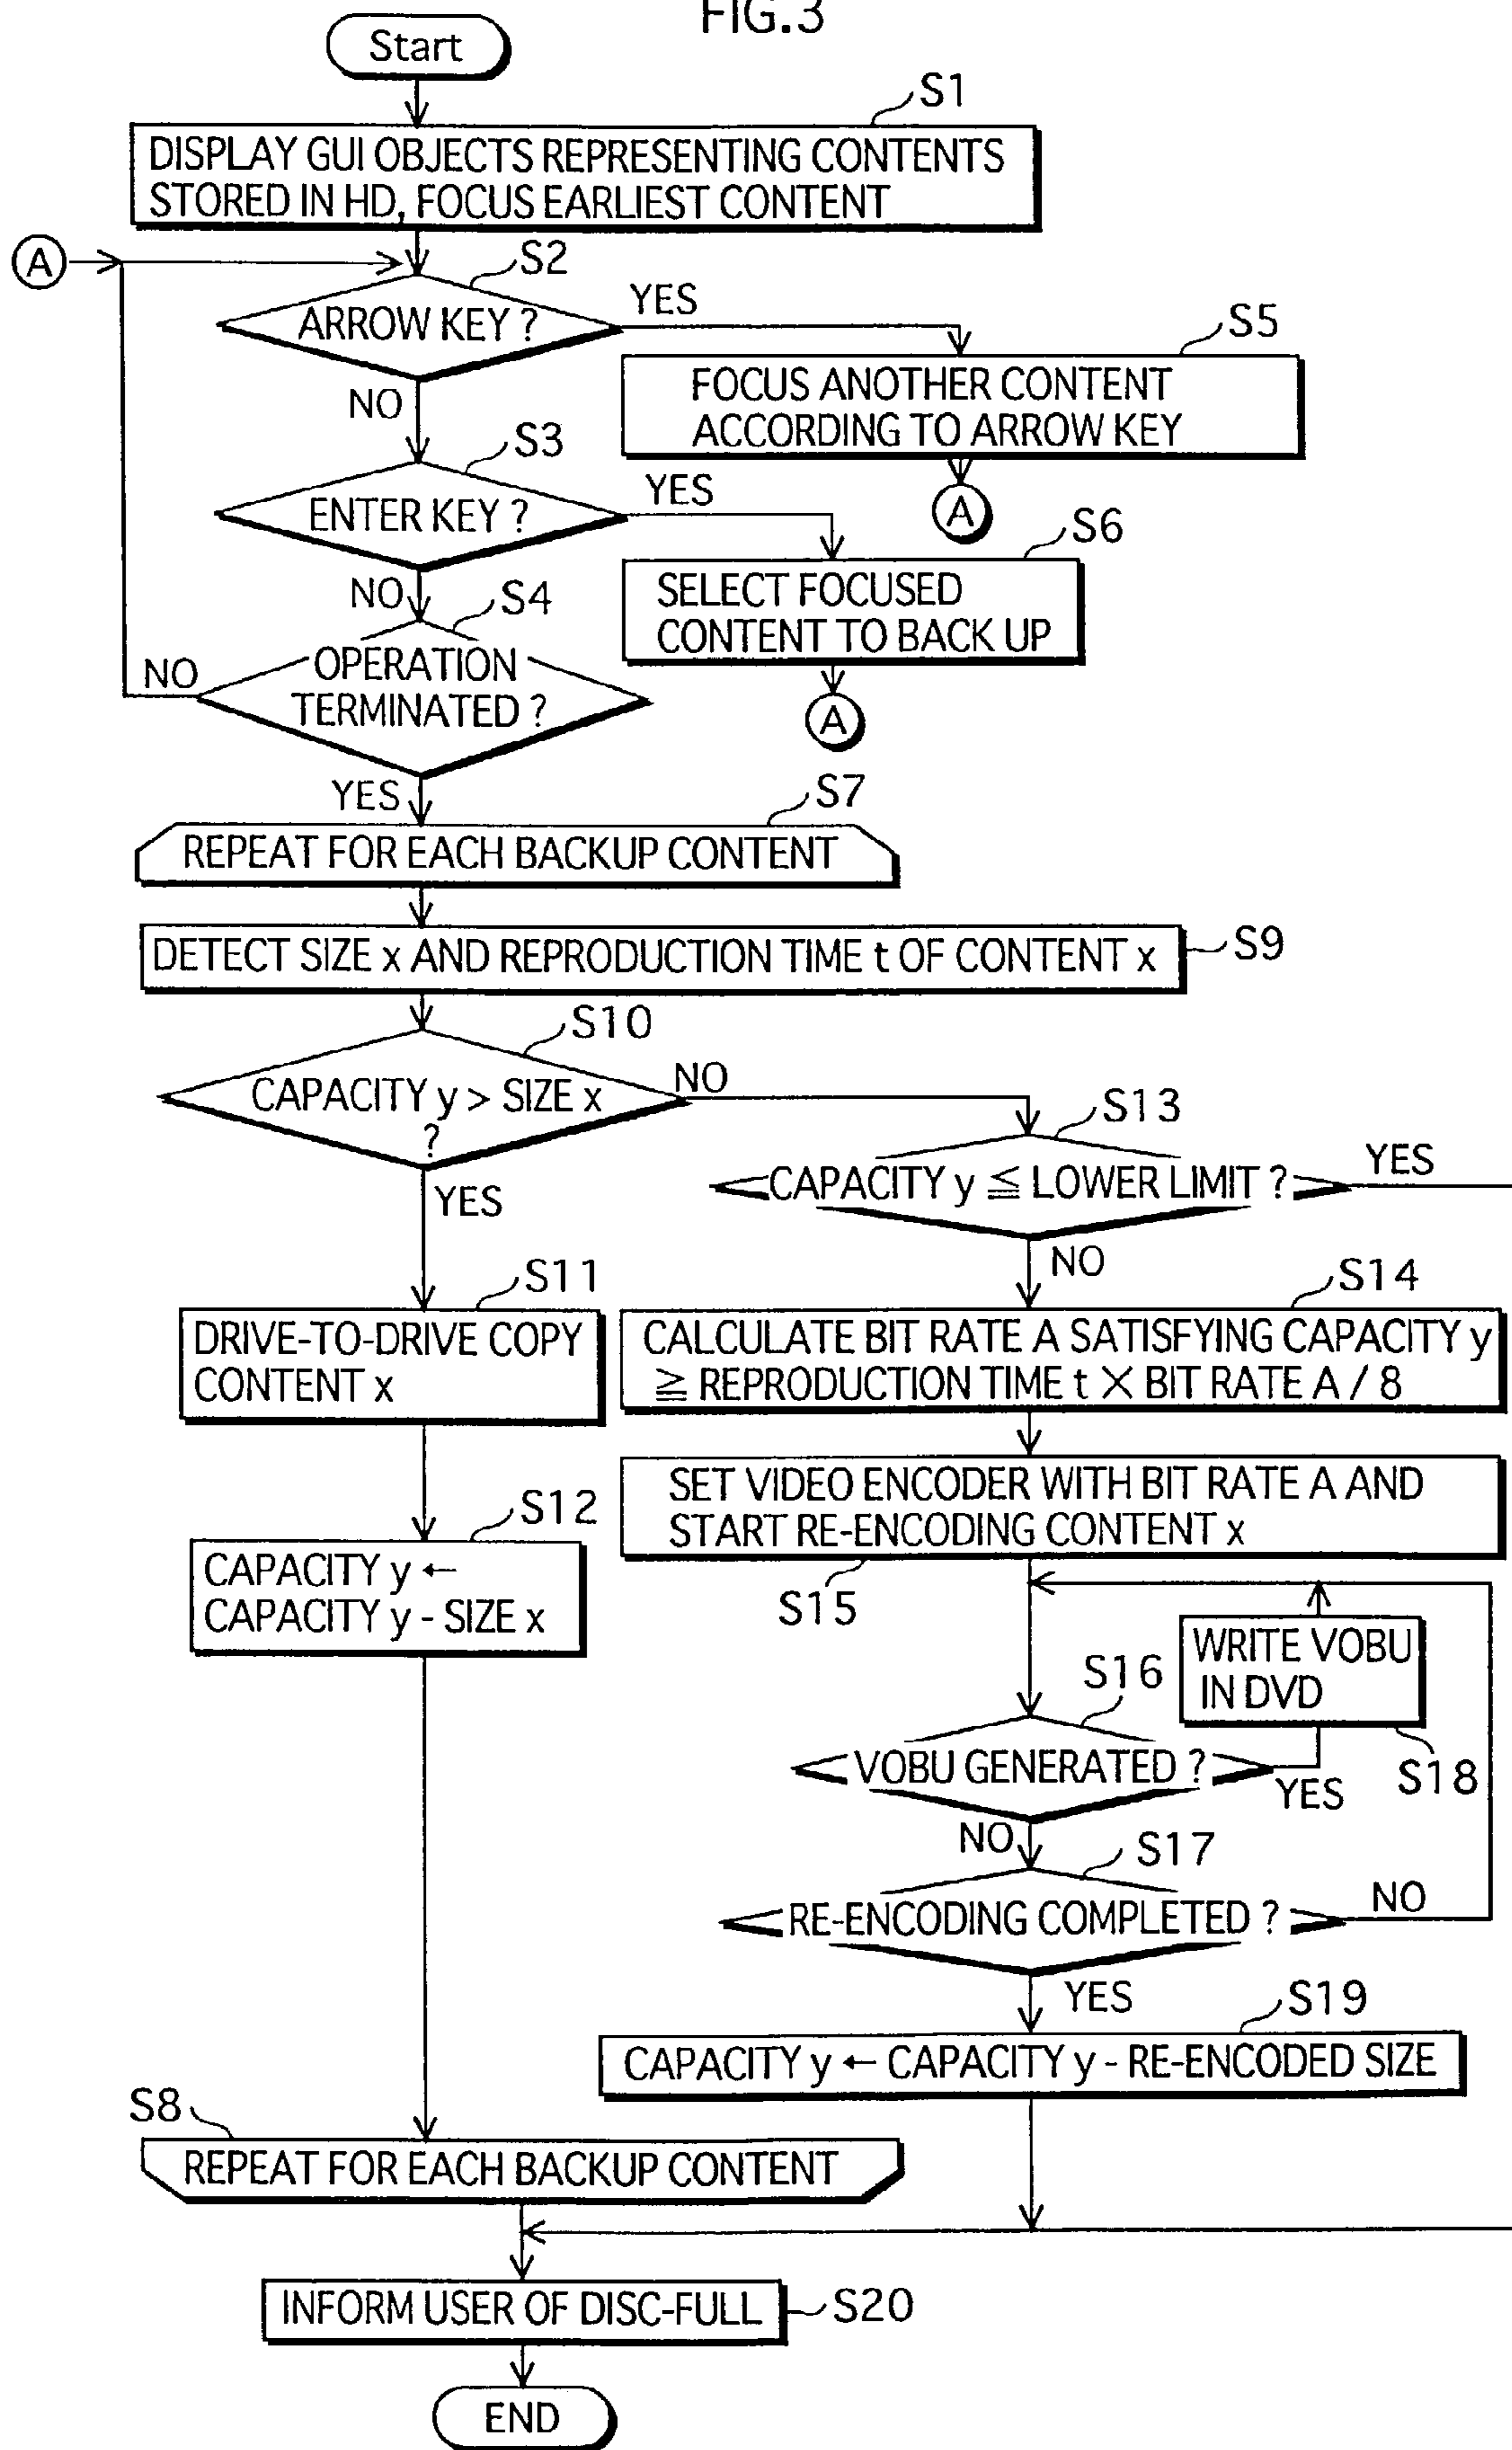 FIG.3
Start
S1
DISPLAY GUI OBJECTS REPRESENTING CONTENTS
STORED IN HD, FOCUS EARLIEST CONTENT
A
S2
ARROW KEY ?
YES
S5
FOCUS ANOTHER CONTENT
ACCORDING TO ARROW KEY
A
NO
S3
ENTER KEY ?
YES
S6
SELECT FOCUSED
CONTENT TO BACK UP
A
NO
S4
OPERATION
TERMINATED ?
NO
YES
S7
REPEAT FOR EACH BACKUP CONTENT
DETECT SIZE x AND REPRODUCTION TIME t OF CONTENT x
S9
S10
CAPACITY y > SIZE x
?
NO
YES
S13
CAPACITY y ≦ LOWER LIMIT ?
YES
NO
S11
DRIVE-TO-DRIVE COPY
CONTENT x
S14
CALCULATE BIT RATE A SATISFYING CAPACITY y
≧ REPRODUCTION TIME t × BIT RATE A / 8
S12
CAPACITY y ←
CAPACITY y - SIZE x
SET VIDEO ENCODER WITH BIT RATE A AND
START RE-ENCODING CONTENT x
S15
WRITE VOBU
IN DVD
S18
S16
VOBU GENERATED ?
YES
NO
S17
RE-ENCODING COMPLETED ?
NO
YES
S19
CAPACITY y ← CAPACITY y - RE-ENCODED SIZE
S8
REPEAT FOR EACH BACKUP CONTENT
INFORM USER OF DISC-FULL
S20
END